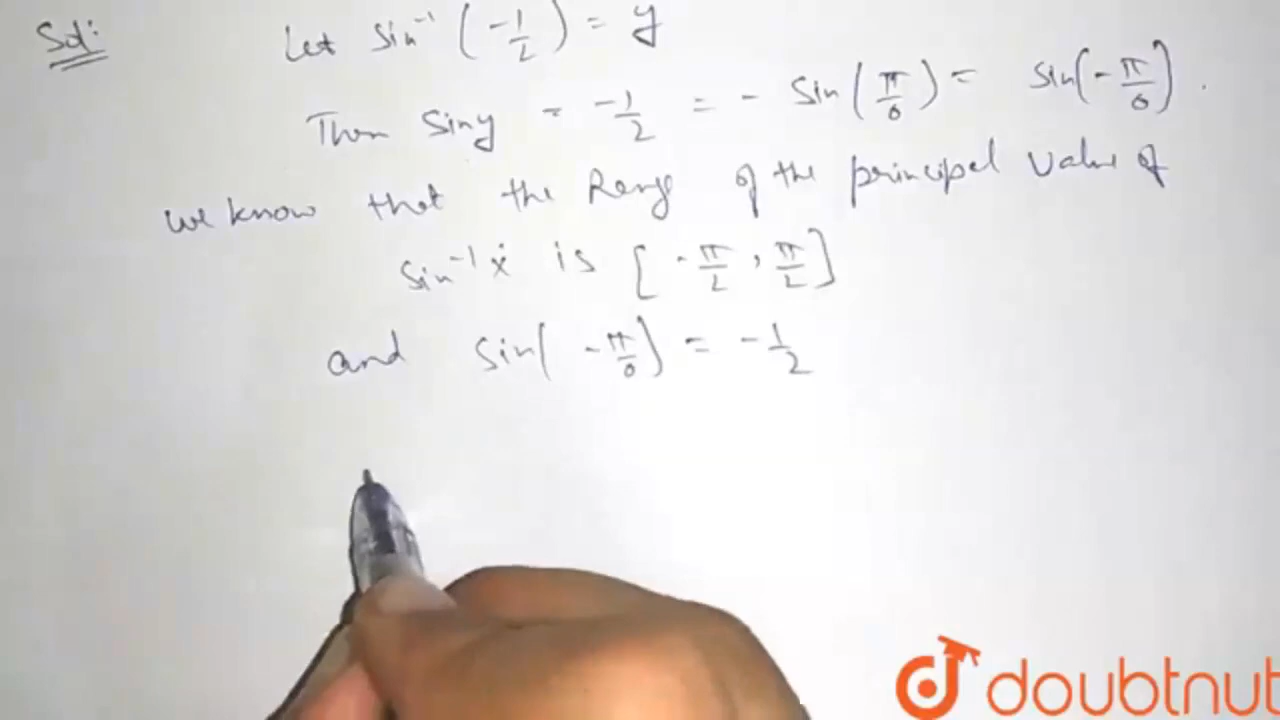 Sol:
Let sin⁻¹ (-1/2) = y
Then Siny = -1/2 = - Sin(π/6) = Sin(-π/6).
we know that the Range of the principal value of
Sin⁻¹x is [-π/2, π/2]
and Sin(-π/6) = -1/2
doubtnut